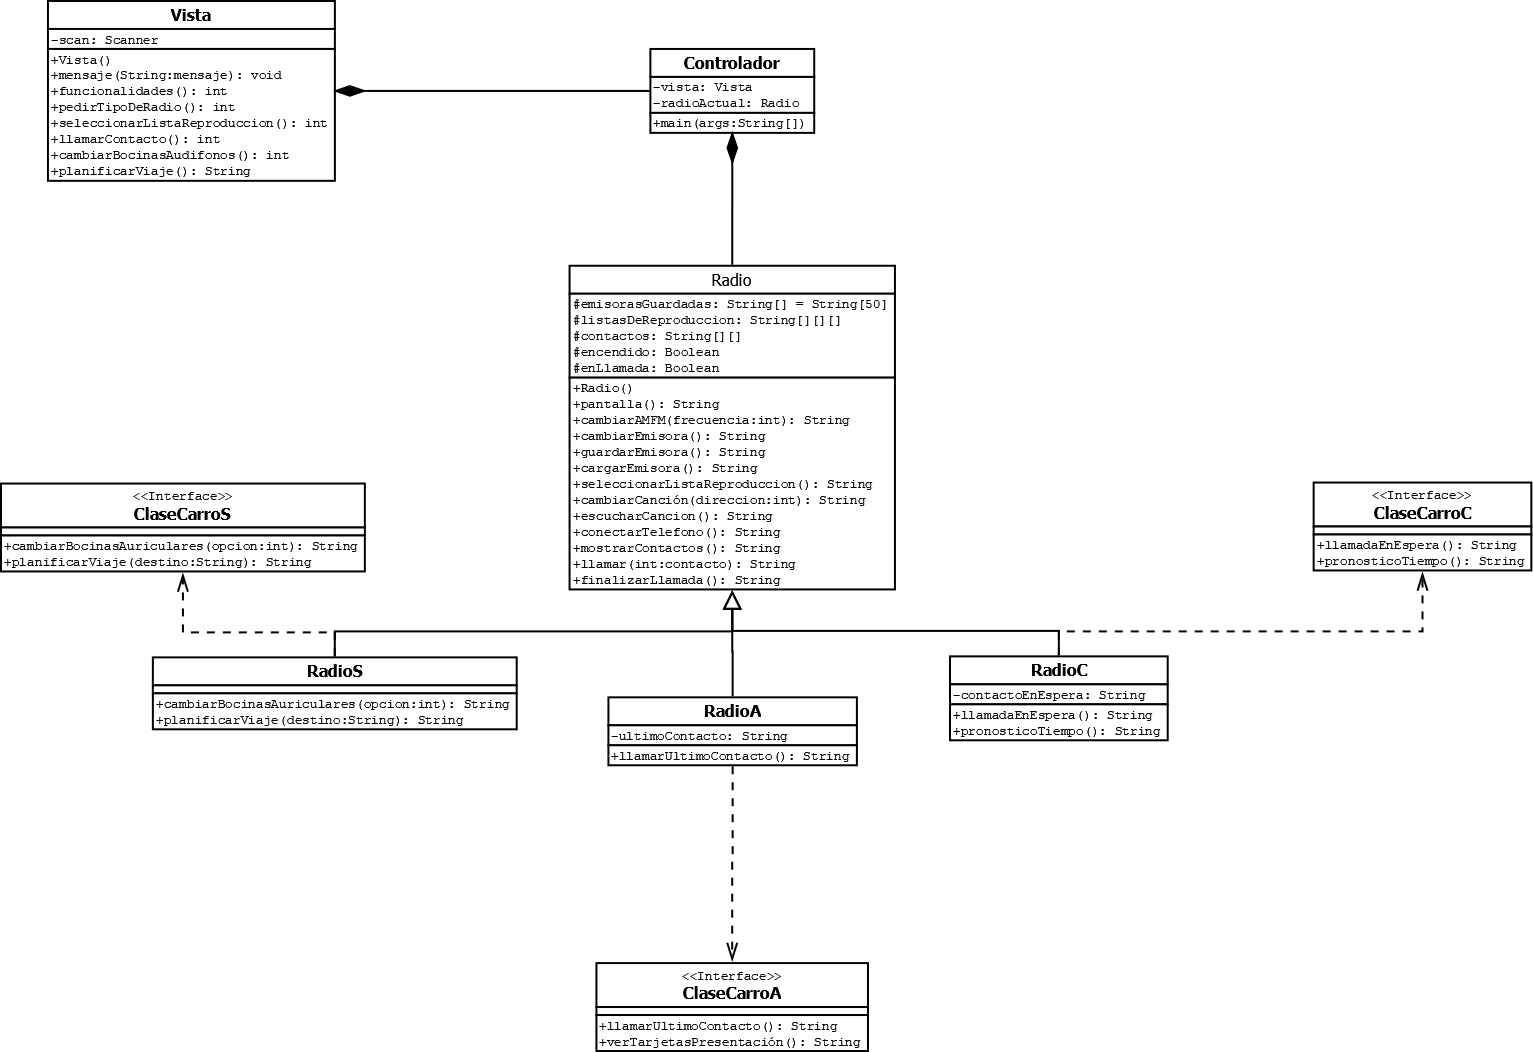 Vista
-scan: Scanner
+Vista()
+mensaje(String:mensaje): void
+funcionalidades(): int
+pedirTipoDeRadio(): int
+seleccionarListaReproduccion(): int
+llamarContacto(): int
+cambiarBocinasAudifonos(): int
+planificarViaje(): String
Controlador
-vista: Vista
-radioActual: Radio
+main(args:String[])
Radio
#emisorasGuardadas: String[] = String[50]
#listasDeReproduccion: String[][][]
#contactos: String[][]
#encendido: Boolean
#enLlamada: Boolean
+Radio()
+pantalla(): String
+cambiarAMFM(frecuencia:int): String
+cambiarEmisora(): String
+guardarEmisora(): String
+cargarEmisora(): String
+seleccionarListaReproduccion(): String
+cambiarCanción(direccion:int): String
+escucharCancion(): String
+conectarTelefono(): String
+mostrarContactos(): String
+llamar(int:contacto): String
+finalizarLlamada(): String
<<Interface>>
ClaseCarroS
+cambiarBocinasAuriculares(opcion:int): String
+planificarViaje(destino:String): String
<<Interface>>
ClaseCarroC
+llamadaEnEspera(): String
+pronosticoTiempo(): String
RadioS
+cambiarBocinasAuriculares(opcion:int): String
+planificarViaje(destino:String): String
RadioA
-ultimoContacto: String
+llamarUltimoContacto(): String
RadioC
-contactoEnEspera: String
+llamadaEnEspera(): String
+pronosticoTiempo(): String
<<Interface>>
ClaseCarroA
+llamarUltimoContacto(): String
+verTarjetasPresentación(): String